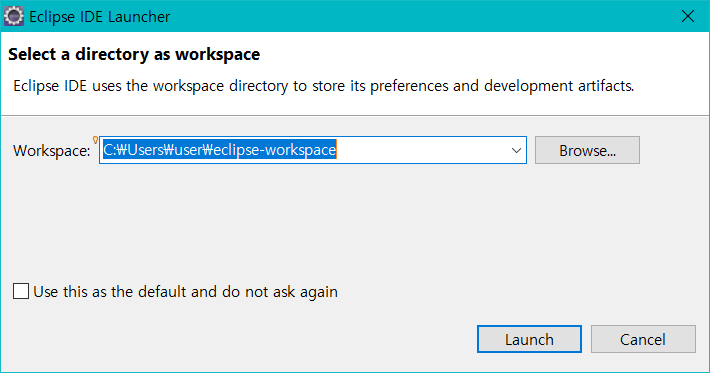 Eclipse IDE Launcher
Select a directory as workspace
Eclipse IDE uses the workspace directory to store its preferences and development artifacts.
Workspace: C:₩Users₩user₩eclipse-workspace Browse...
Use this as the default and do not ask again
Launch Cancel